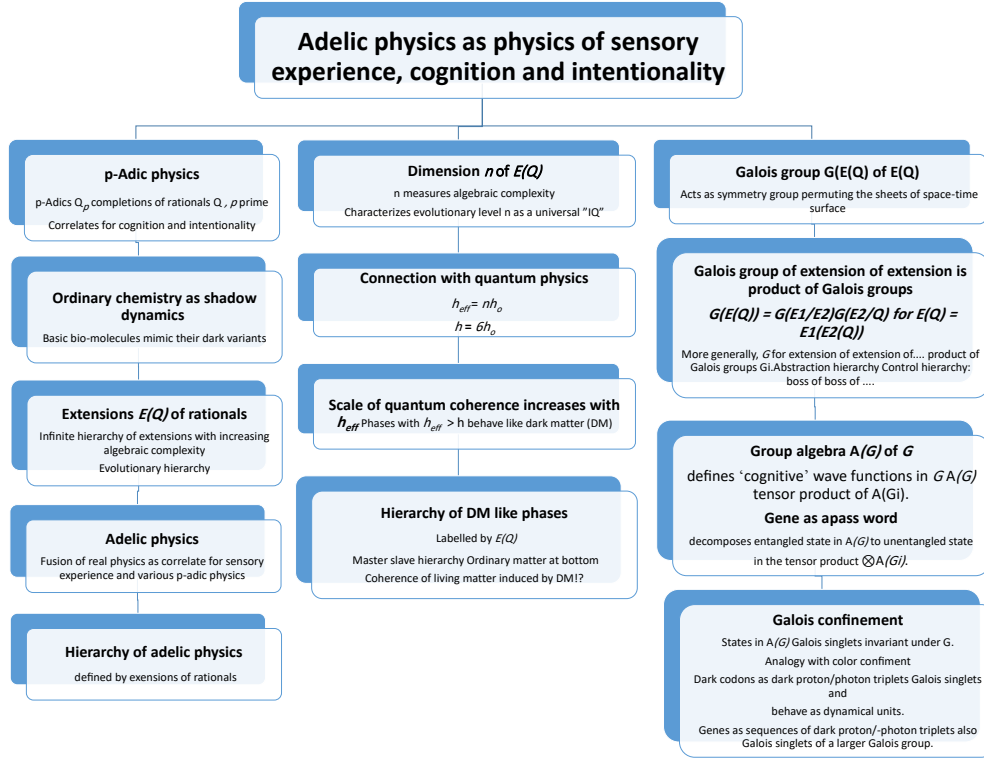 Adelic physics as physics of sensory
experience, cognition and intentionality
p-Adic physics
p-Adics Qp completions of rationals Q , p prime
Correlates for cognition and intentionality
Ordinary chemistry as shadow
dynamics
Basic bio-molecules mimic their dark variants
Extensions E(Q) of rationals
Infinite hierarchy of extensions with increasing
algebraic complexity
Evolutionary hierarchy
Adelic physics
Fusion of real physics as correlate for sensory
experience and various p-adic physics
Hierarchy of adelic physics
defined by exensions of rationals
Dimension n of E(Q)
n measures algebraic complexity
Characterizes evolutionary level n as a universal ”IQ”
Connection with quantum physics
heff = nho
h = 6ho
Scale of quantum coherence increases with
heff Phases with heff > h behave like dark matter (DM)
Hierarchy of DM like phases
Labelled by E(Q)
Master slave hierarchy Ordinary matter at bottom
Coherence of living matter induced by DM!?
Galois group G(E(Q) of E(Q)
Acts as symmetry group permuting the sheets of space-time
surface
Galois group of extension of extension is
product of Galois groups
G(E(Q)) = G(E1/E2)G(E2/Q) for E(Q) =
E1(E2(Q))
More generally, G for extension of extension of.... product of
Galois groups Gi.Abstraction hierarchy Control hierarchy:
boss of boss of ....
Group algebra A(G) of G
defines ‘cognitive’ wave functions in G A(G)
tensor product of A(Gi).
Gene as apass word
decomposes entangled state in A(G) to unentangled state
in the tensor product ⊗A(Gi).
Galois confinement
States in A(G) Galois singlets invariant under G.
Analogy with color confiment
Dark codons as dark proton/photon triplets Galois singlets
and
behave as dynamical units.
Genes as sequences of dark proton/-photon triplets also
Galois singlets of a larger Galois group.